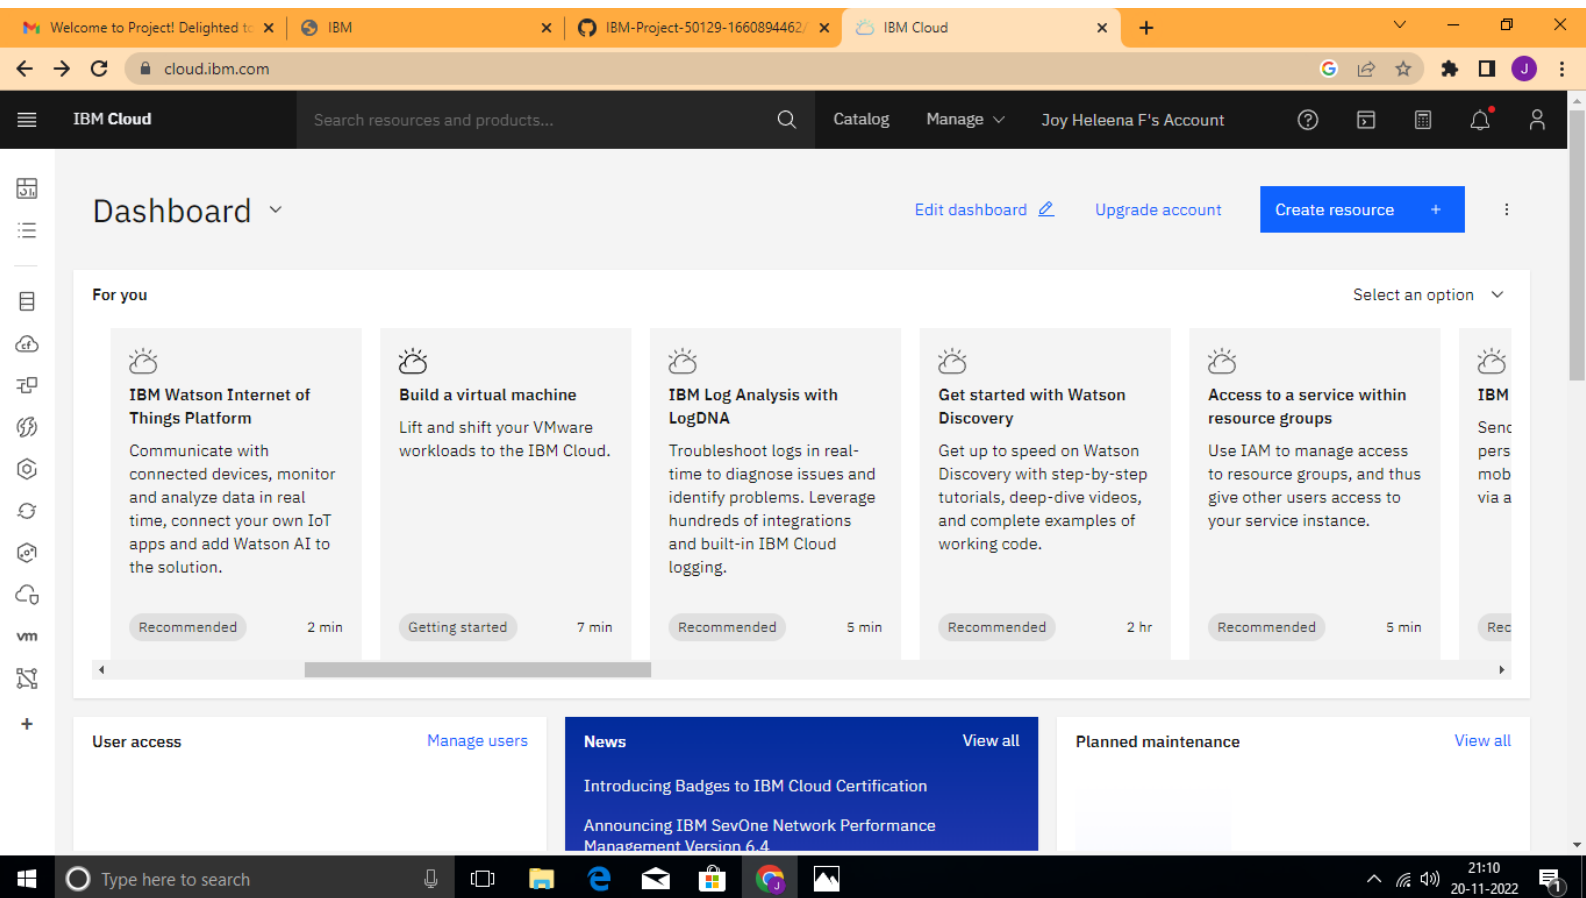 Welcome to Project! Delighted to
IBM
IBM-Project-50129-1660894462/
IBM Cloud
cloud.ibm.com
J
IBM Cloud
Search resources and products...
Catalog
Manage
Joy Heleena F's Account
Dashboard
Edit dashboard
Upgrade account
Create resource +
For you
Select an option
IBM Watson Internet of
Things Platform
Communicate with
connected devices, monitor
and analyze data in real
time, connect your own IoT
apps and add Watson AI to
the solution.
Recommended
2 min
Build a virtual machine
Lift and shift your VMware
workloads to the IBM Cloud.
Getting started
7 min
IBM Log Analysis with
LogDNA
Troubleshoot logs in real-
time to diagnose issues and
identify problems. Leverage
hundreds of integrations
and built-in IBM Cloud
logging.
Recommended
5 min
Get started with Watson
Discovery
Get up to speed on Watson
Discovery with step-by-step
tutorials, deep-dive videos,
and complete examples of
working code.
Recommended
2 hr
Access to a service within
resource groups
Use IAM to manage access
to resource groups, and thus
give other users access to
your service instance.
Recommended
5 min
IBM
Send
pers
mob
via a
Rec
cf
vm
User access
Manage users
News
View all
Introducing Badges to IBM Cloud Certification
Announcing IBM SevOne Network Performance
Management Version 6.4
Planned maintenance
View all
Type here to search
21:10
20-11-2022
1